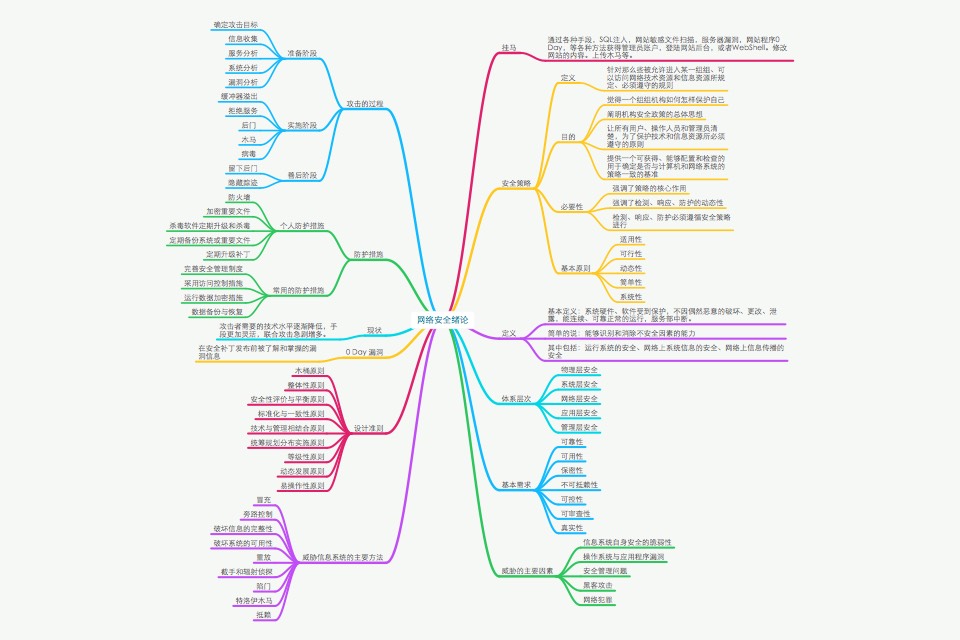 网络安全绪论
挂马
通过各种手段，SQL注入，网站敏感文件扫描，服务器漏洞，网站程序0
Day，等各种方法获得管理员账户，登陆网站后台，或者WebShell。修改
网站的内容。上传木马等。
安全策略
定义
针对那么些被允许进入某一组组、可
以访问网络技术资源和信息资源所规
定、必须遵守的规则
目的
觉得一个组组机构如何怎样保护自己
阐明机构安全政策的总体思想
让所有用户、操作人员和管理员清
楚，为了保护技术和信息资源所必须
遵守的原则
提供一个可获得、能够配置和检查的
用于确定是否与计算机和网络系统的
策略一致的基准
必要性
强调了策略的核心作用
强调了检测、响应、防护的动态性
检测、响应、防护必须遵循安全策略
进行
基本原则
适用性
可行性
动态性
简单性
系统性
定义
基本定义：系统硬件、软件受到保护，不因偶然恶意的破坏、更改、泄
露，能连续、可靠正常的运行，服务部中断。
简单的说：能够识别和消除不安全因素的能力
其中包括：运行系统的安全、网络上系统信息的安全、网络上信息传播的
安全
体系层次
物理层安全
系统层安全
网络层安全
应用层安全
管理层安全
基本需求
可靠性
可用性
保密性
不可抵赖性
可控性
可审查性
真实性
威胁的主要因素
信息系统自身安全的脆弱性
操作系统与应用程序漏洞
安全管理问题
黑客攻击
网络犯罪
攻击的过程
准备阶段
确定攻击目标
信息收集
服务分析
系统分析
漏洞分析
实施阶段
缓冲器溢出
拒绝服务
后门
木马
病毒
善后阶段
留下后门
隐藏踪迹
防护措施
个人防护措施
防火墙
加密重要文件
杀毒软件定期升级和杀毒
定期备份系统或重要文件
定期升级补丁
常用的防护措施
完善安全管理制度
采用访问控制措施
运行数据加密措施
数据备份与恢复
现状
攻击者需要的技术水平逐渐降低，手
段更加灵活，联合攻击急剧增多。
0 Day 漏洞
在安全补丁发布前被了解和掌握的漏
洞信息
设计准则
木桶原则
整体性原则
安全性评价与平衡原则
标准化与一致性原则
技术与管理相结合原则
统筹规划分布实施原则
等级性原则
动态发展原则
易操作性原则
威胁信息系统的主要方法
冒充
旁路控制
破坏信息的完整性
破坏系统的可用性
重放
截手和辐射侦探
陷门
特洛伊木马
抵赖